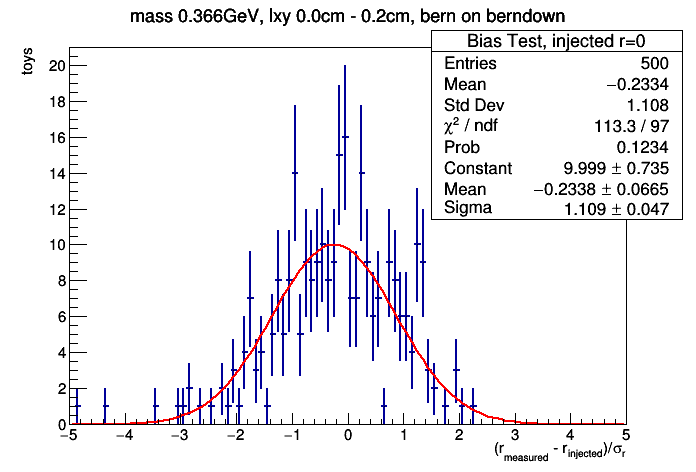 mass 0.366GeV, lxy 0.0cm - 0.2cm, bern on berndown
Bias Test, injected r=0
Entries 500
Mean −0.2334
Std Dev 1.108
χ² / ndf 113.3 / 97
Prob 0.1234
Constant 9.999 ± 0.735
Mean −0.2338 ± 0.0665
Sigma 1.109 ± 0.047
toys
20
18
16
14
12
10
8
6
4
2
0
−5 −4 −3 −2 −1 0 1 2 3 4 5
(r_measured - r_injected)/σ_r